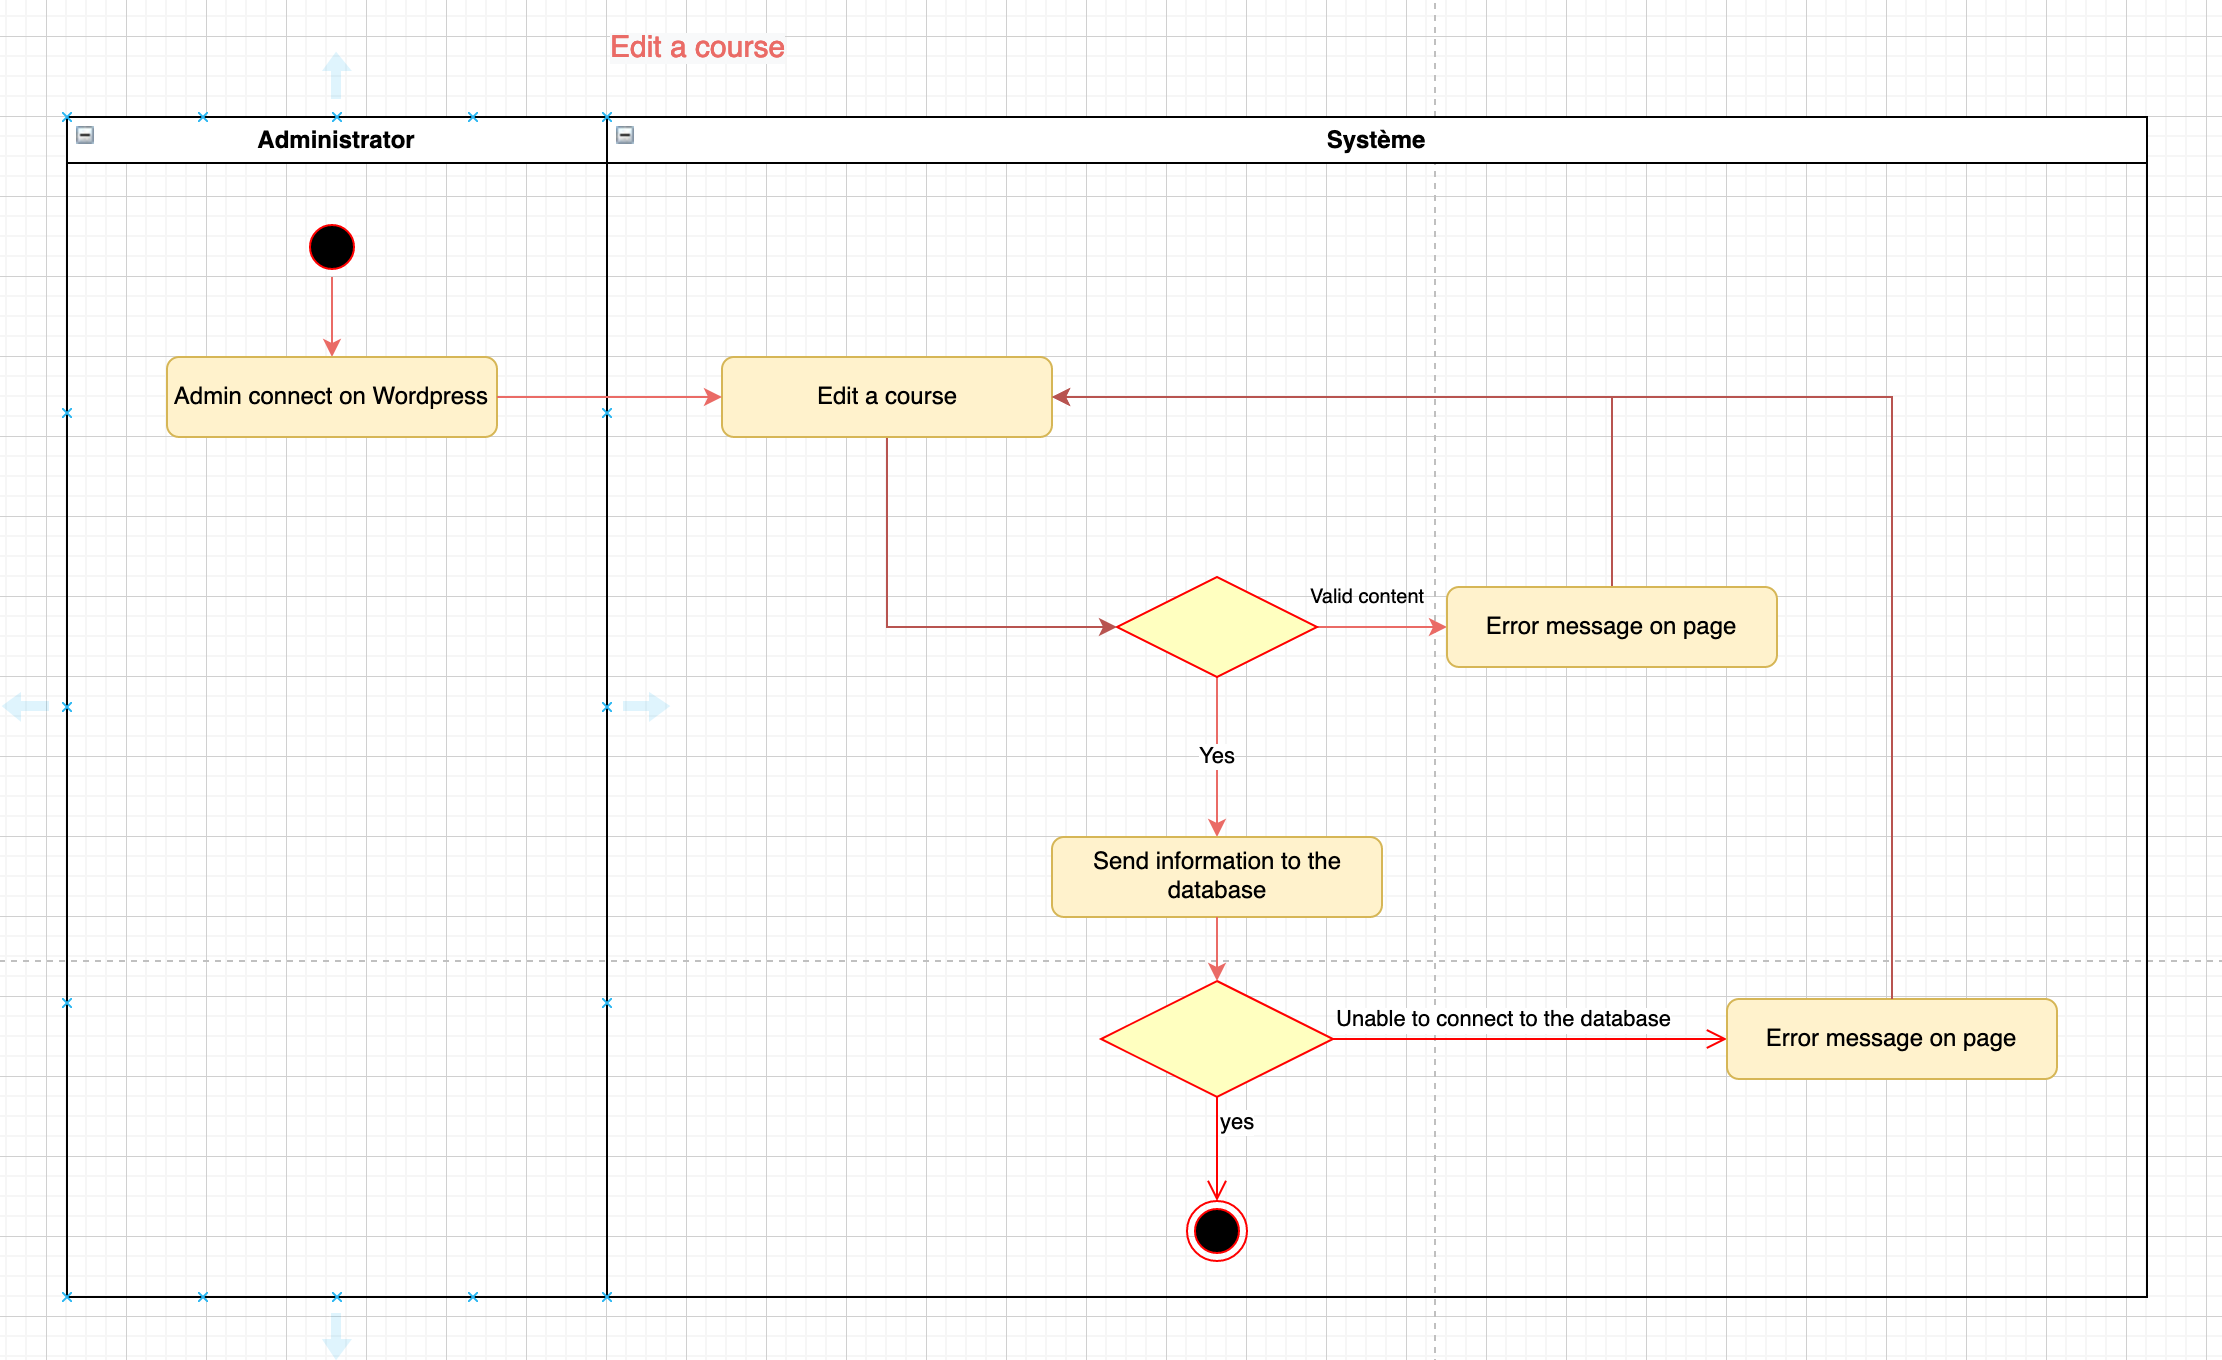 Edit a course
Administrator
Système
Admin connect on Wordpress
Edit a course
Valid content
Error message on page
Yes
Send information to the
database
Unable to connect to the database
Error message on page
yes